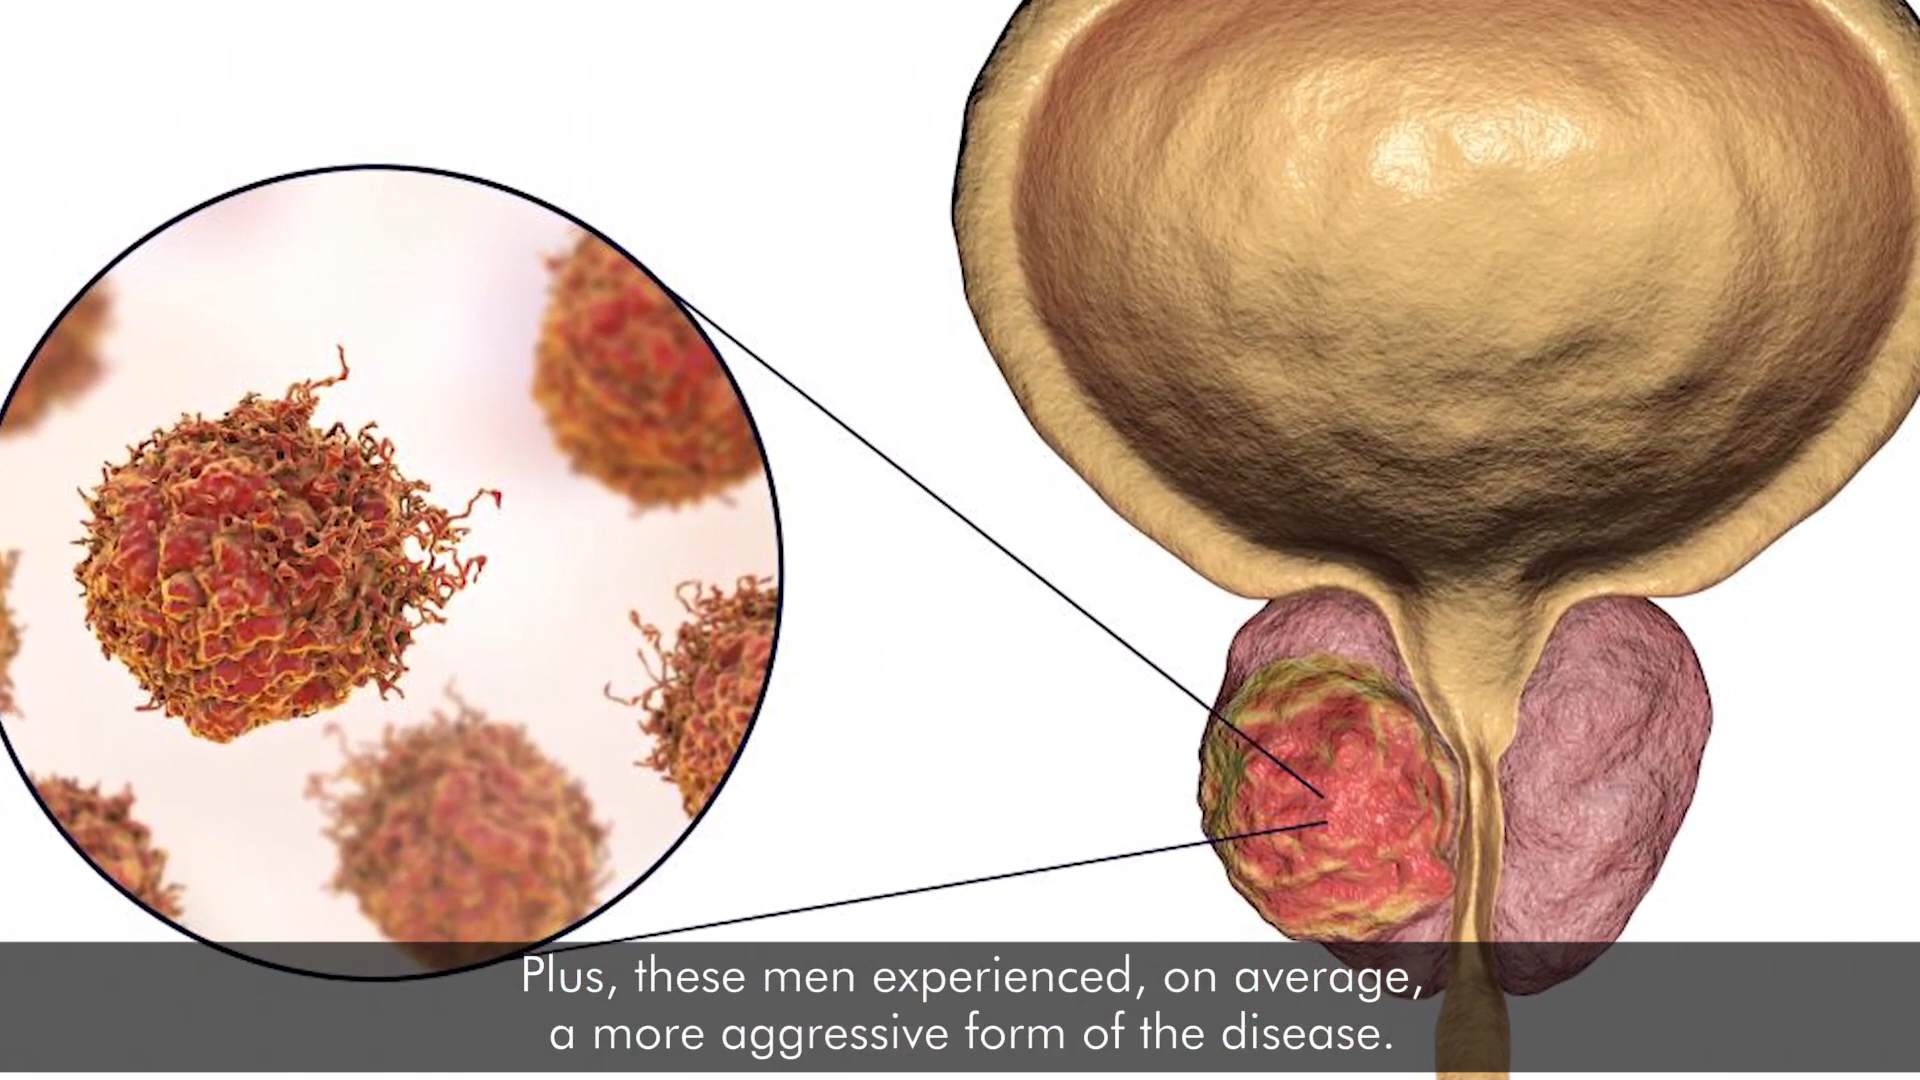 Plus, these men experienced, on average,
a more aggressive form of the disease.